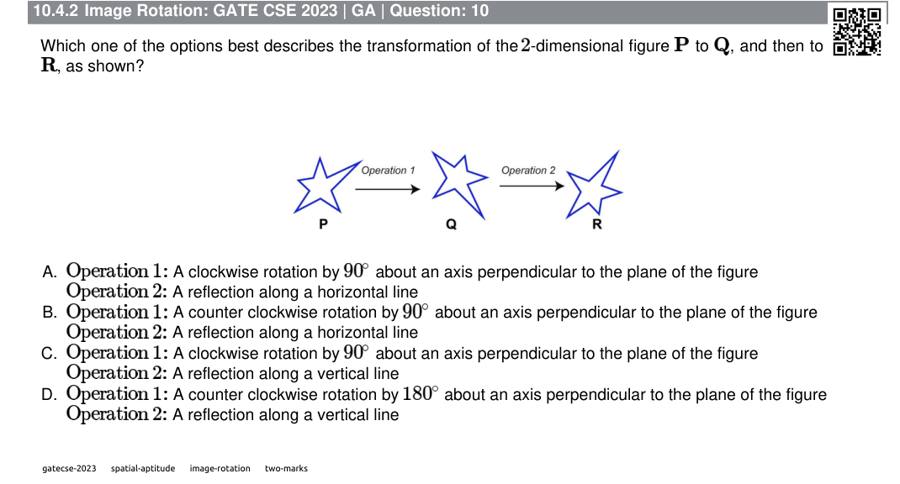 10.4.2 Image Rotation: GATE CSE 2023 | GA | Question: 10
Which one of the options best describes the transformation of the 2-dimensional figure P to Q, and then to
R, as shown?
Operation 1
Operation 2
P
Q
R
A. Operation 1: A clockwise rotation by 90° about an axis perpendicular to the plane of the figure
Operation 2: A reflection along a horizontal line
B. Operation 1: A counter clockwise rotation by 90° about an axis perpendicular to the plane of the figure
Operation 2: A reflection along a horizontal line
C. Operation 1: A clockwise rotation by 90° about an axis perpendicular to the plane of the figure
Operation 2: A reflection along a vertical line
D. Operation 1: A counter clockwise rotation by 180° about an axis perpendicular to the plane of the figure
Operation 2: A reflection along a vertical line
gatecse-2023 spatial-aptitude image-rotation two-marks